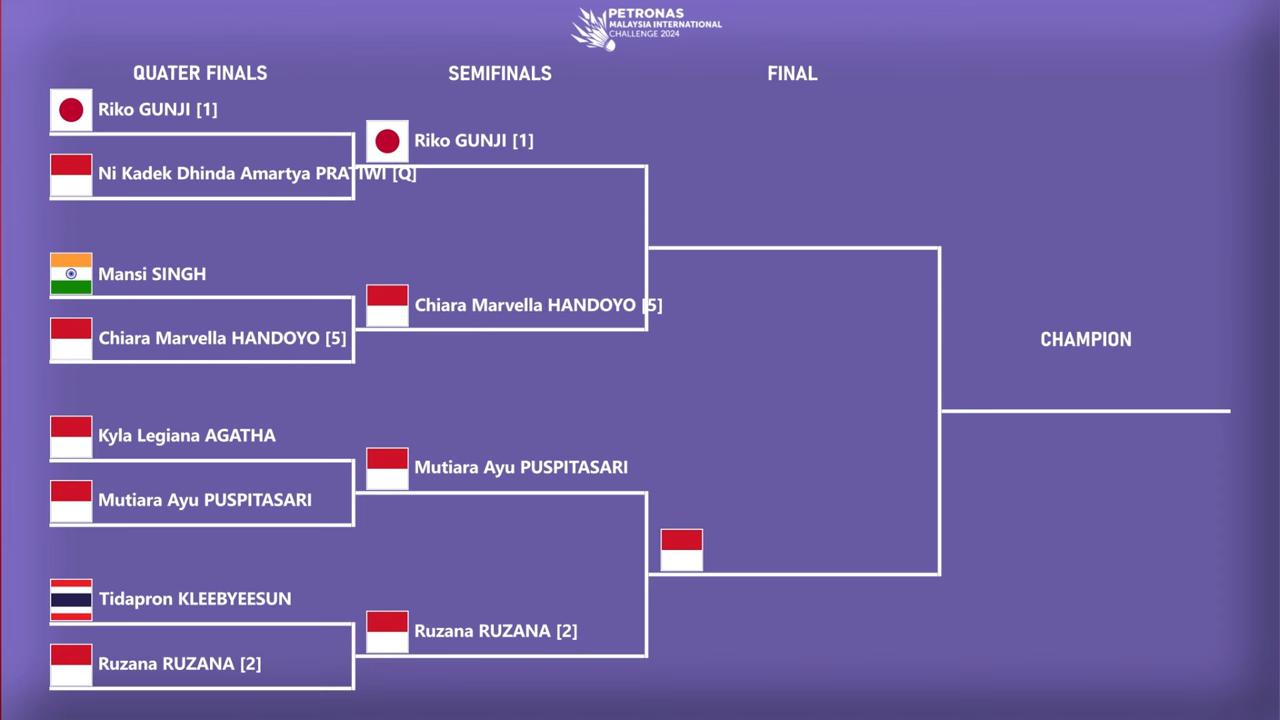 PETRONAS
MALAYSIA INTERNATIONAL
CHALLENGE 2024
QUATER FINALS
SEMIFINALS
FINAL
Riko GUNJI [1]
Ni Kadek Dhinda Amartya PRATIWI [Q]
Mansi SINGH
Chiara Marvella HANDOYO [5]
Kyla Legiana AGATHA
Mutiara Ayu PUSPITASARI
Tidapron KLEEBYEESUN
Ruzana RUZANA [2]
Riko GUNJI [1]
Chiara Marvella HANDOYO [5]
Mutiara Ayu PUSPITASARI
Ruzana RUZANA [2]
CHAMPION